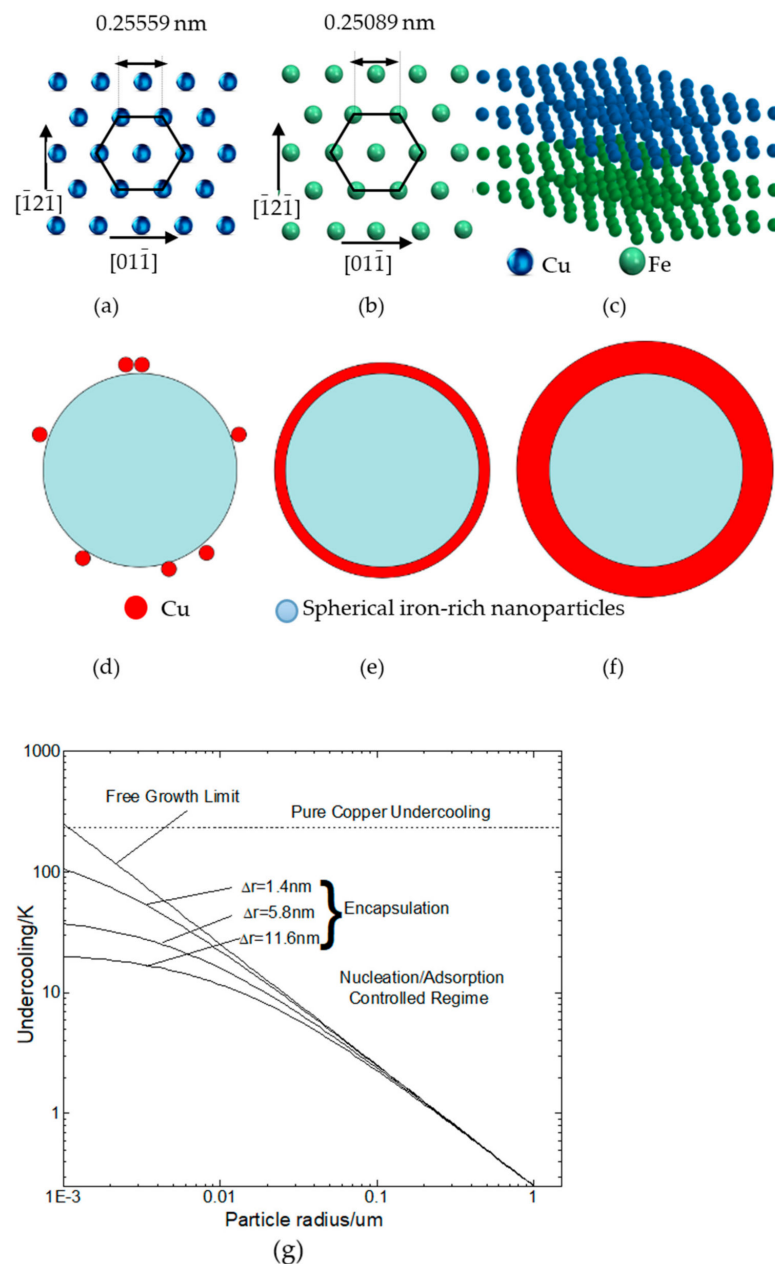 0.25559 nm
0.25089 nm
[1̄21̄]
[011̄]
[1̄21̄]
[011̄]
Cu
Fe
(a)
(b)
(c)
Cu
Spherical iron-rich nanoparticles
(d)
(e)
(f)
1000
100
10
1
Undercooling/K
Free Growth Limit
Pure Copper Undercooling
Δr=1.4nm
Δr=5.8nm
Δr=11.6nm
} Encapsulation
Nucleation/Adsorption
Controlled Regime
1E-3
0.01
0.1
1
Particle radius/um
(g)